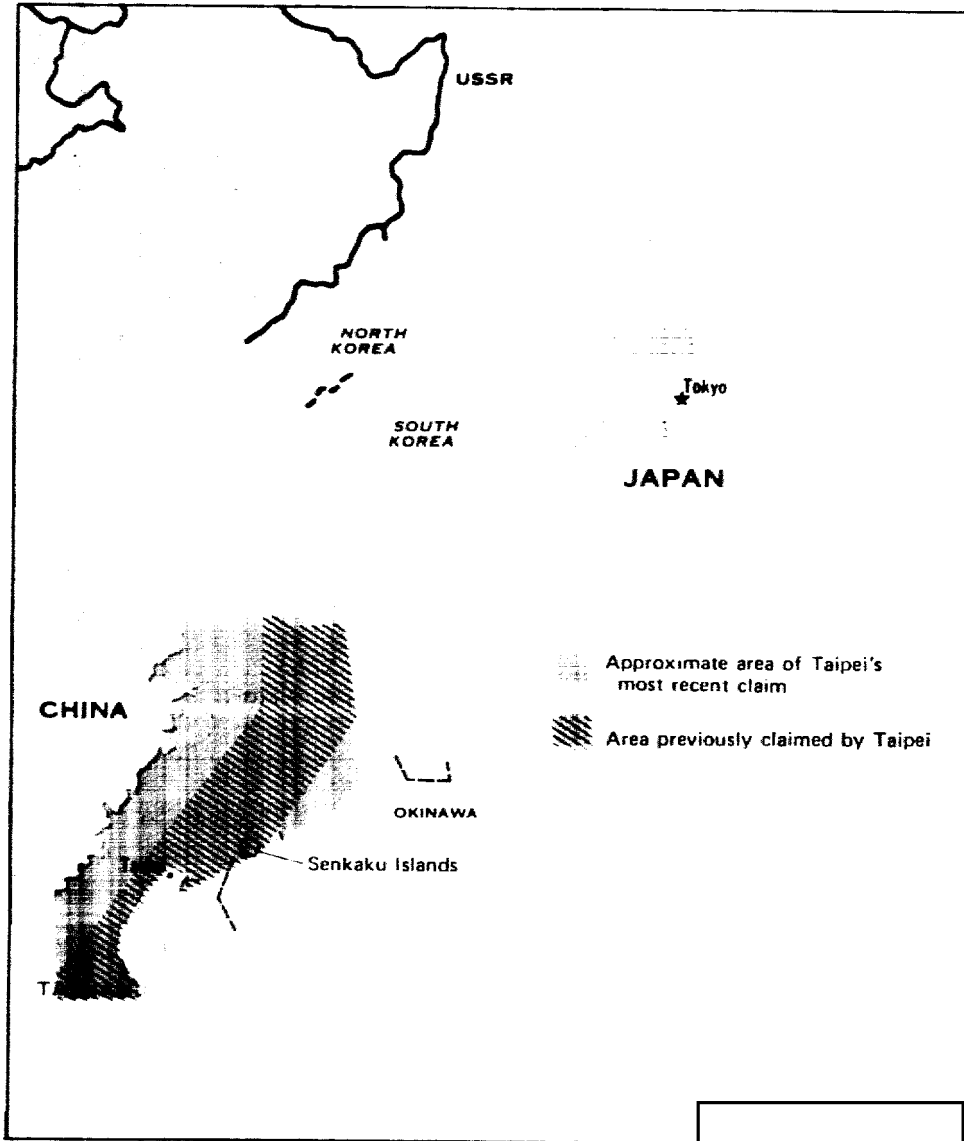 USSR
NORTH
KOREA
Tokyo
SOUTH
KOREA
JAPAN
Approximate area of Taipei's
most recent claim
CHINA
Area previously claimed by Taipei
OKINAWA
Senkaku Islands